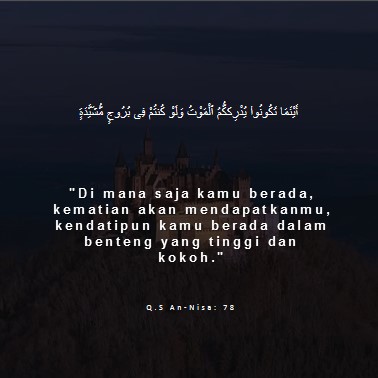 أَيْنَمَا تَكُونُوا۟ يُدْرِككُّمُ ٱلْمَوْتُ وَلَوْ كُنتُمْ فِى بُرُوجٍ مُّشَيَّدَةٍ
"Di mana saja kamu berada,
kematian akan mendapatkanmu,
kendatipun kamu berada dalam
benteng yang tinggi dan
kokoh."
Q.S An-Nisa: 78